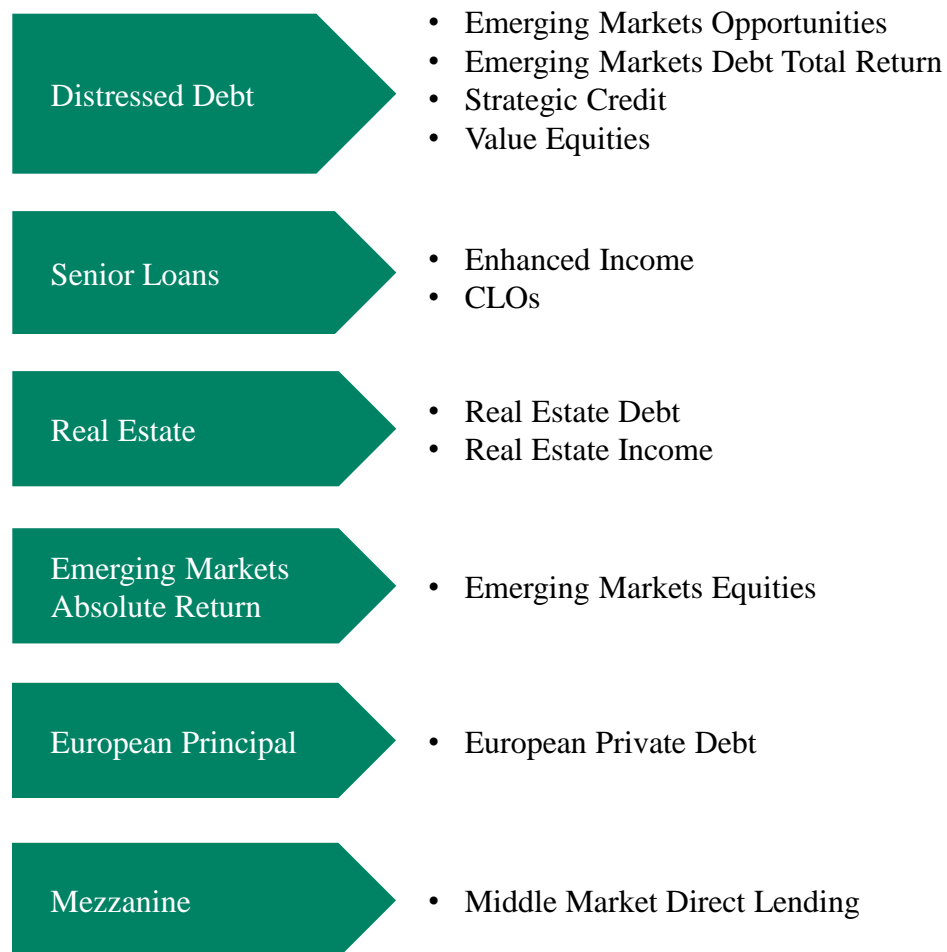 Distressed Debt
• Emerging Markets Opportunities
• Emerging Markets Debt Total Return
• Strategic Credit
• Value Equities
Senior Loans
• Enhanced Income
• CLOs
Real Estate
• Real Estate Debt
• Real Estate Income
Emerging Markets
Absolute Return
• Emerging Markets Equities
European Principal
• European Private Debt
Mezzanine
• Middle Market Direct Lending